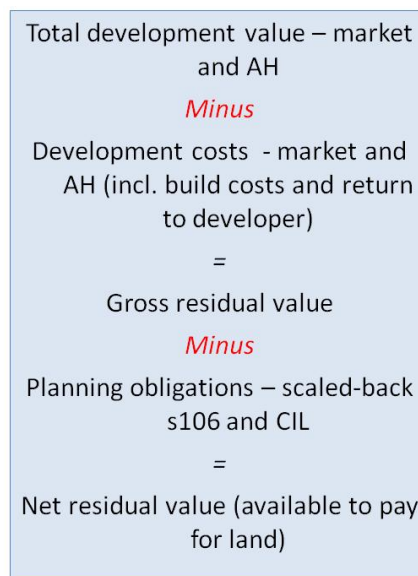 Total development value – market
and AH
Minus
Development costs - market and
AH (incl. build costs and return
to developer)
=
Gross residual value
Minus
Planning obligations – scaled-back
s106 and CIL
=
Net residual value (available to pay
for land)